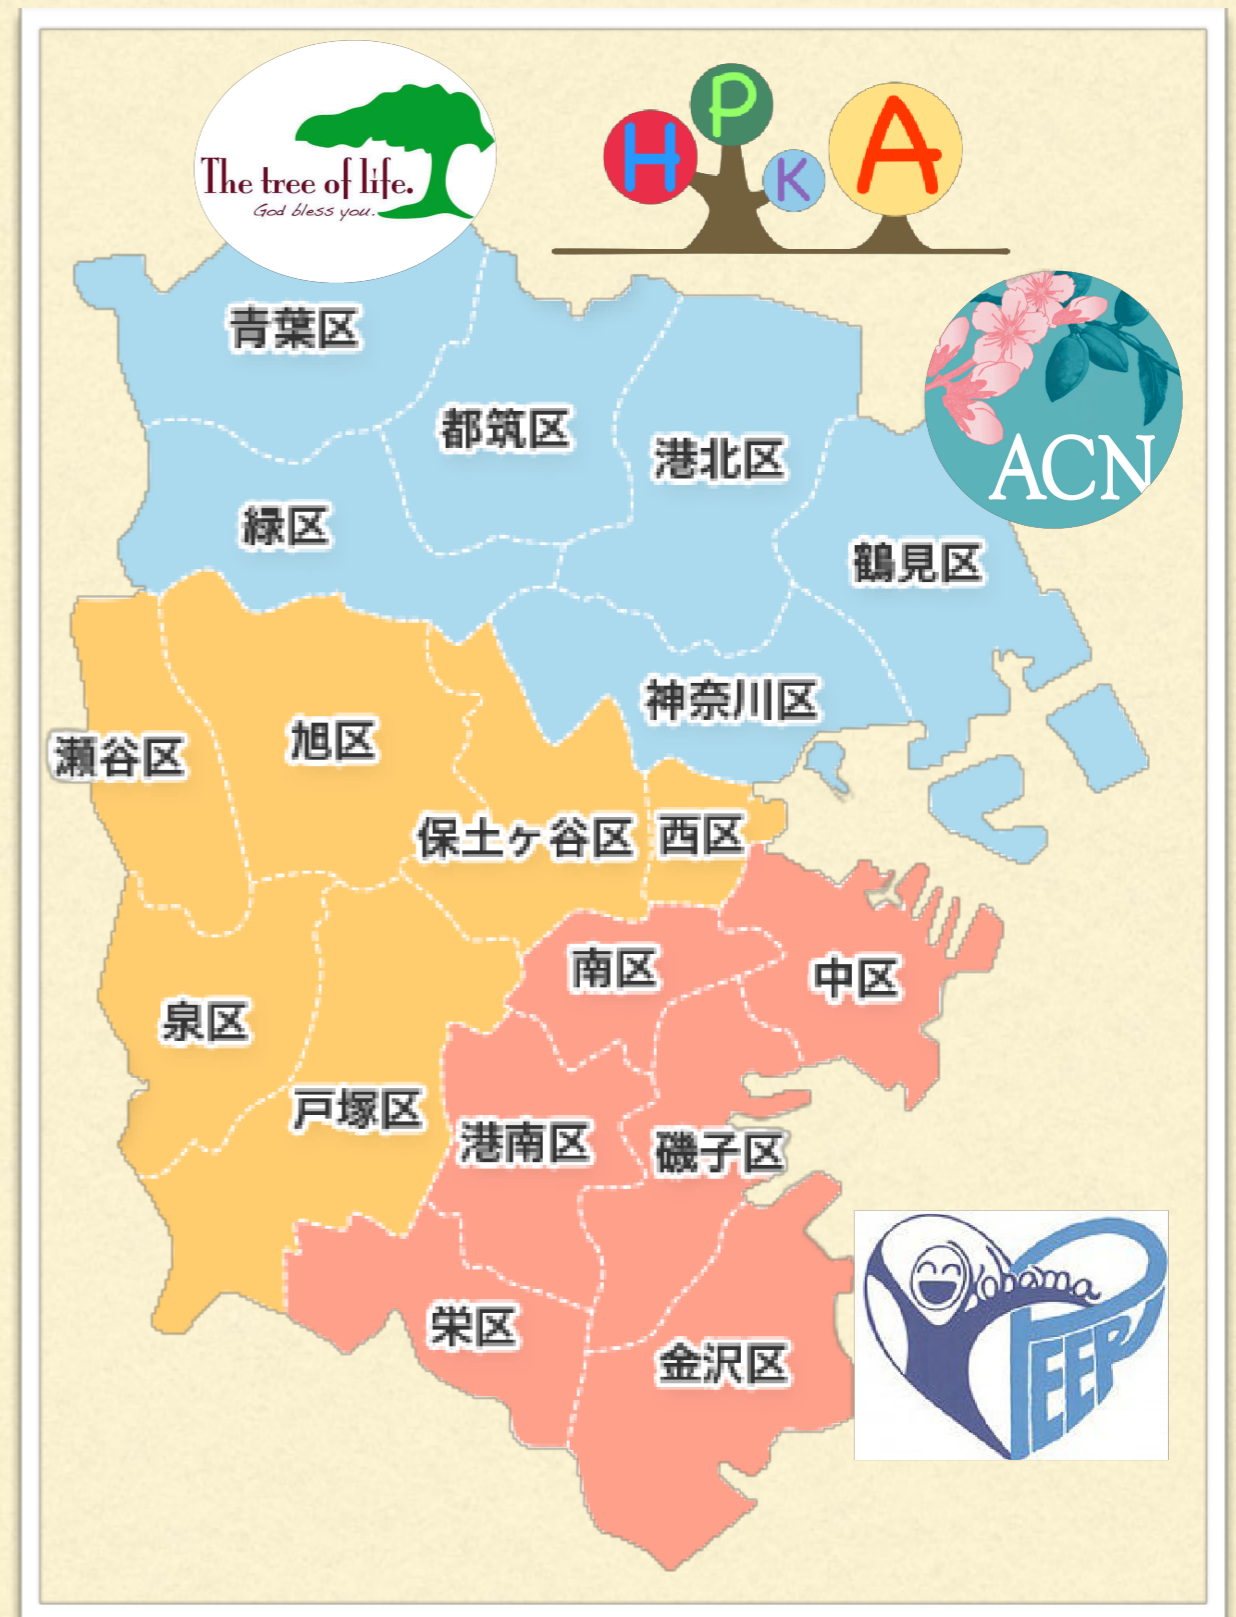 The tree of life.
God bless you.
H P K A
ACN
青葉区
都筑区
港北区
緑区
鶴見区
神奈川区
瀬谷区
旭区
保土ヶ谷区
西区
南区
中区
泉区
戸塚区
港南区
磯子区
栄区
金沢区
Yokohama
PEEP